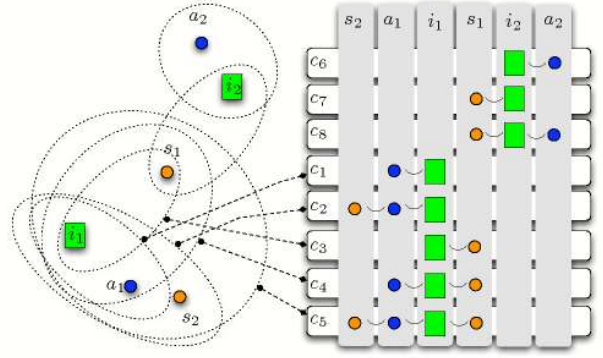 a₂
i₂
s₁
i₁
a₁
s₂
s₂ a₁ i₁ s₁ i₂ a₂
c₆
c₇
c₈
c₁
c₂
c₃
c₄
c₅